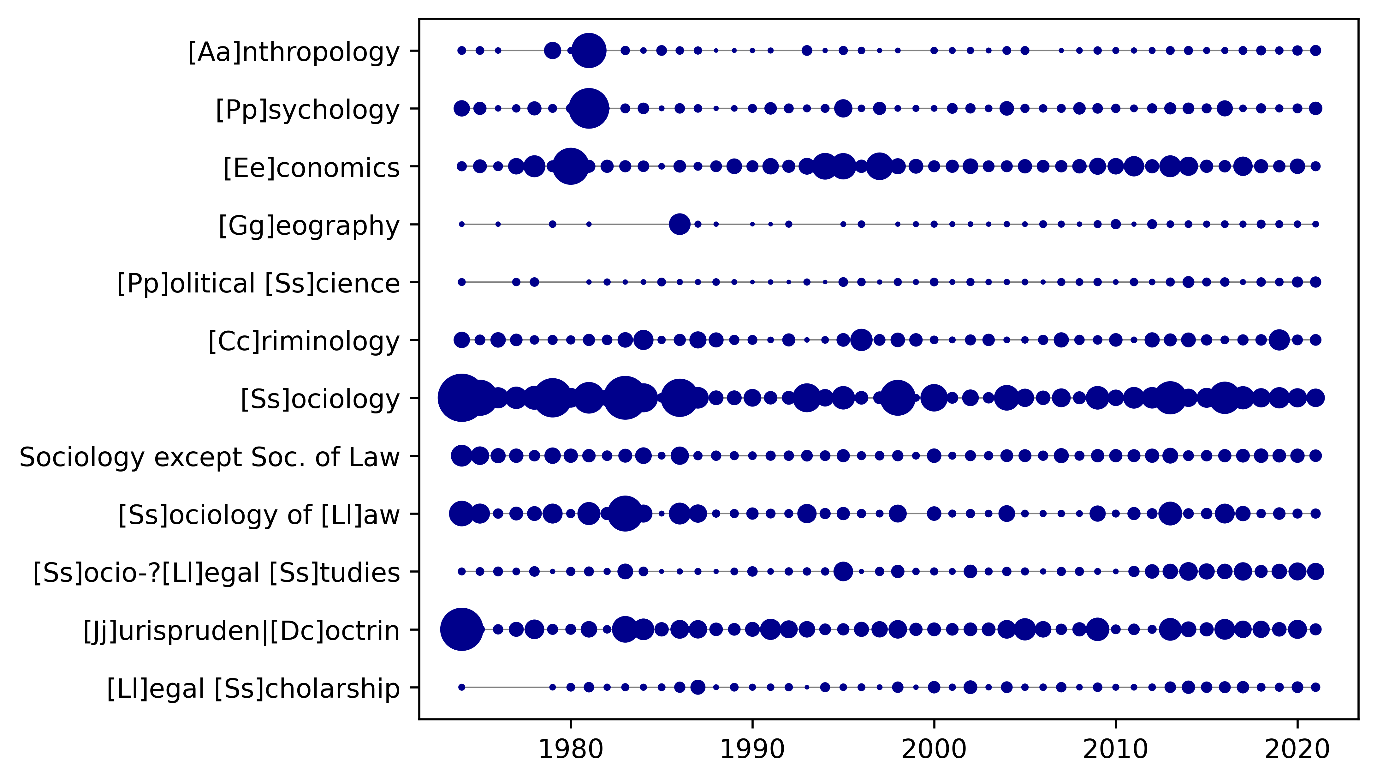 [Aa]nthropology
[Pp]sychology
[Ee]conomics
[Gg]eography
[Pp]olitical [Ss]cience
[Cc]riminology
[Ss]ociology
Sociology except Soc. of Law
[Ss]ociology of [Ll]aw
[Ss]ocio-?[Ll]egal [Ss]tudies
[Jj]urispruden|[Dc]octrin
[Ll]egal [Ss]cholarship
1980 1990 2000 2010 2020